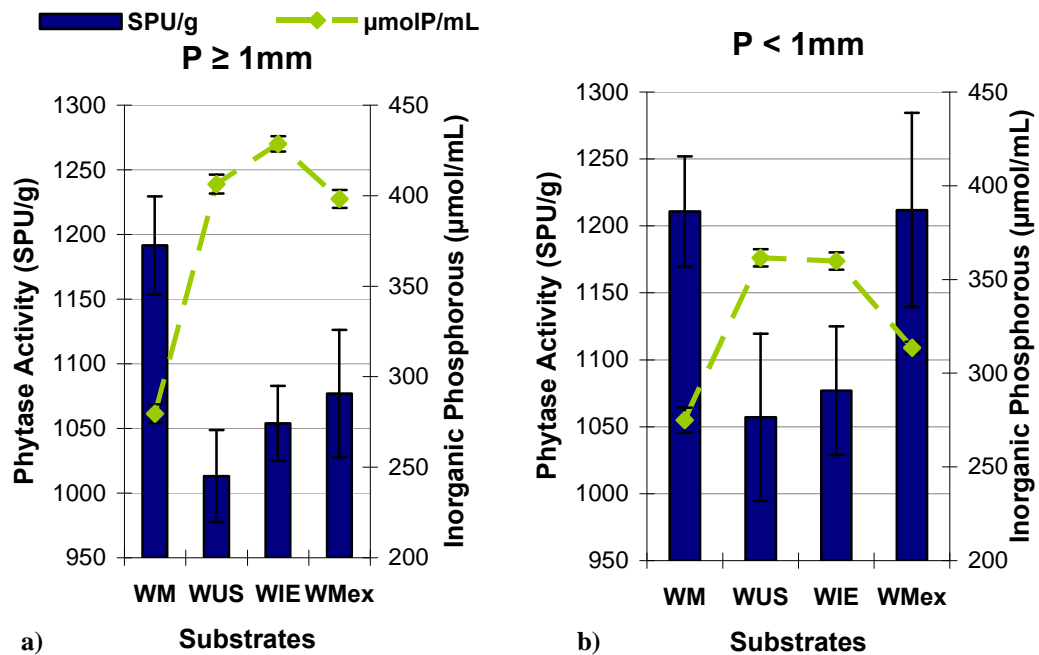 SPU/g
µmolP/mL
P ≥ 1mm
1300
1250
1200
1150
1100
1050
1000
950
Phytase Activity (SPU/g)
450
400
350
300
250
200
Inorganic Phosphorous (µmol/mL)
WM WUS WIE WMex
a) Substrates
P < 1mm
1300
1250
1200
1150
1100
1050
1000
950
Phytase Activity (SPU/g)
450
400
350
300
250
200
Inorganic Phosphorous (µmol/mL)
WM WUS WIE WMex
b) Substrates